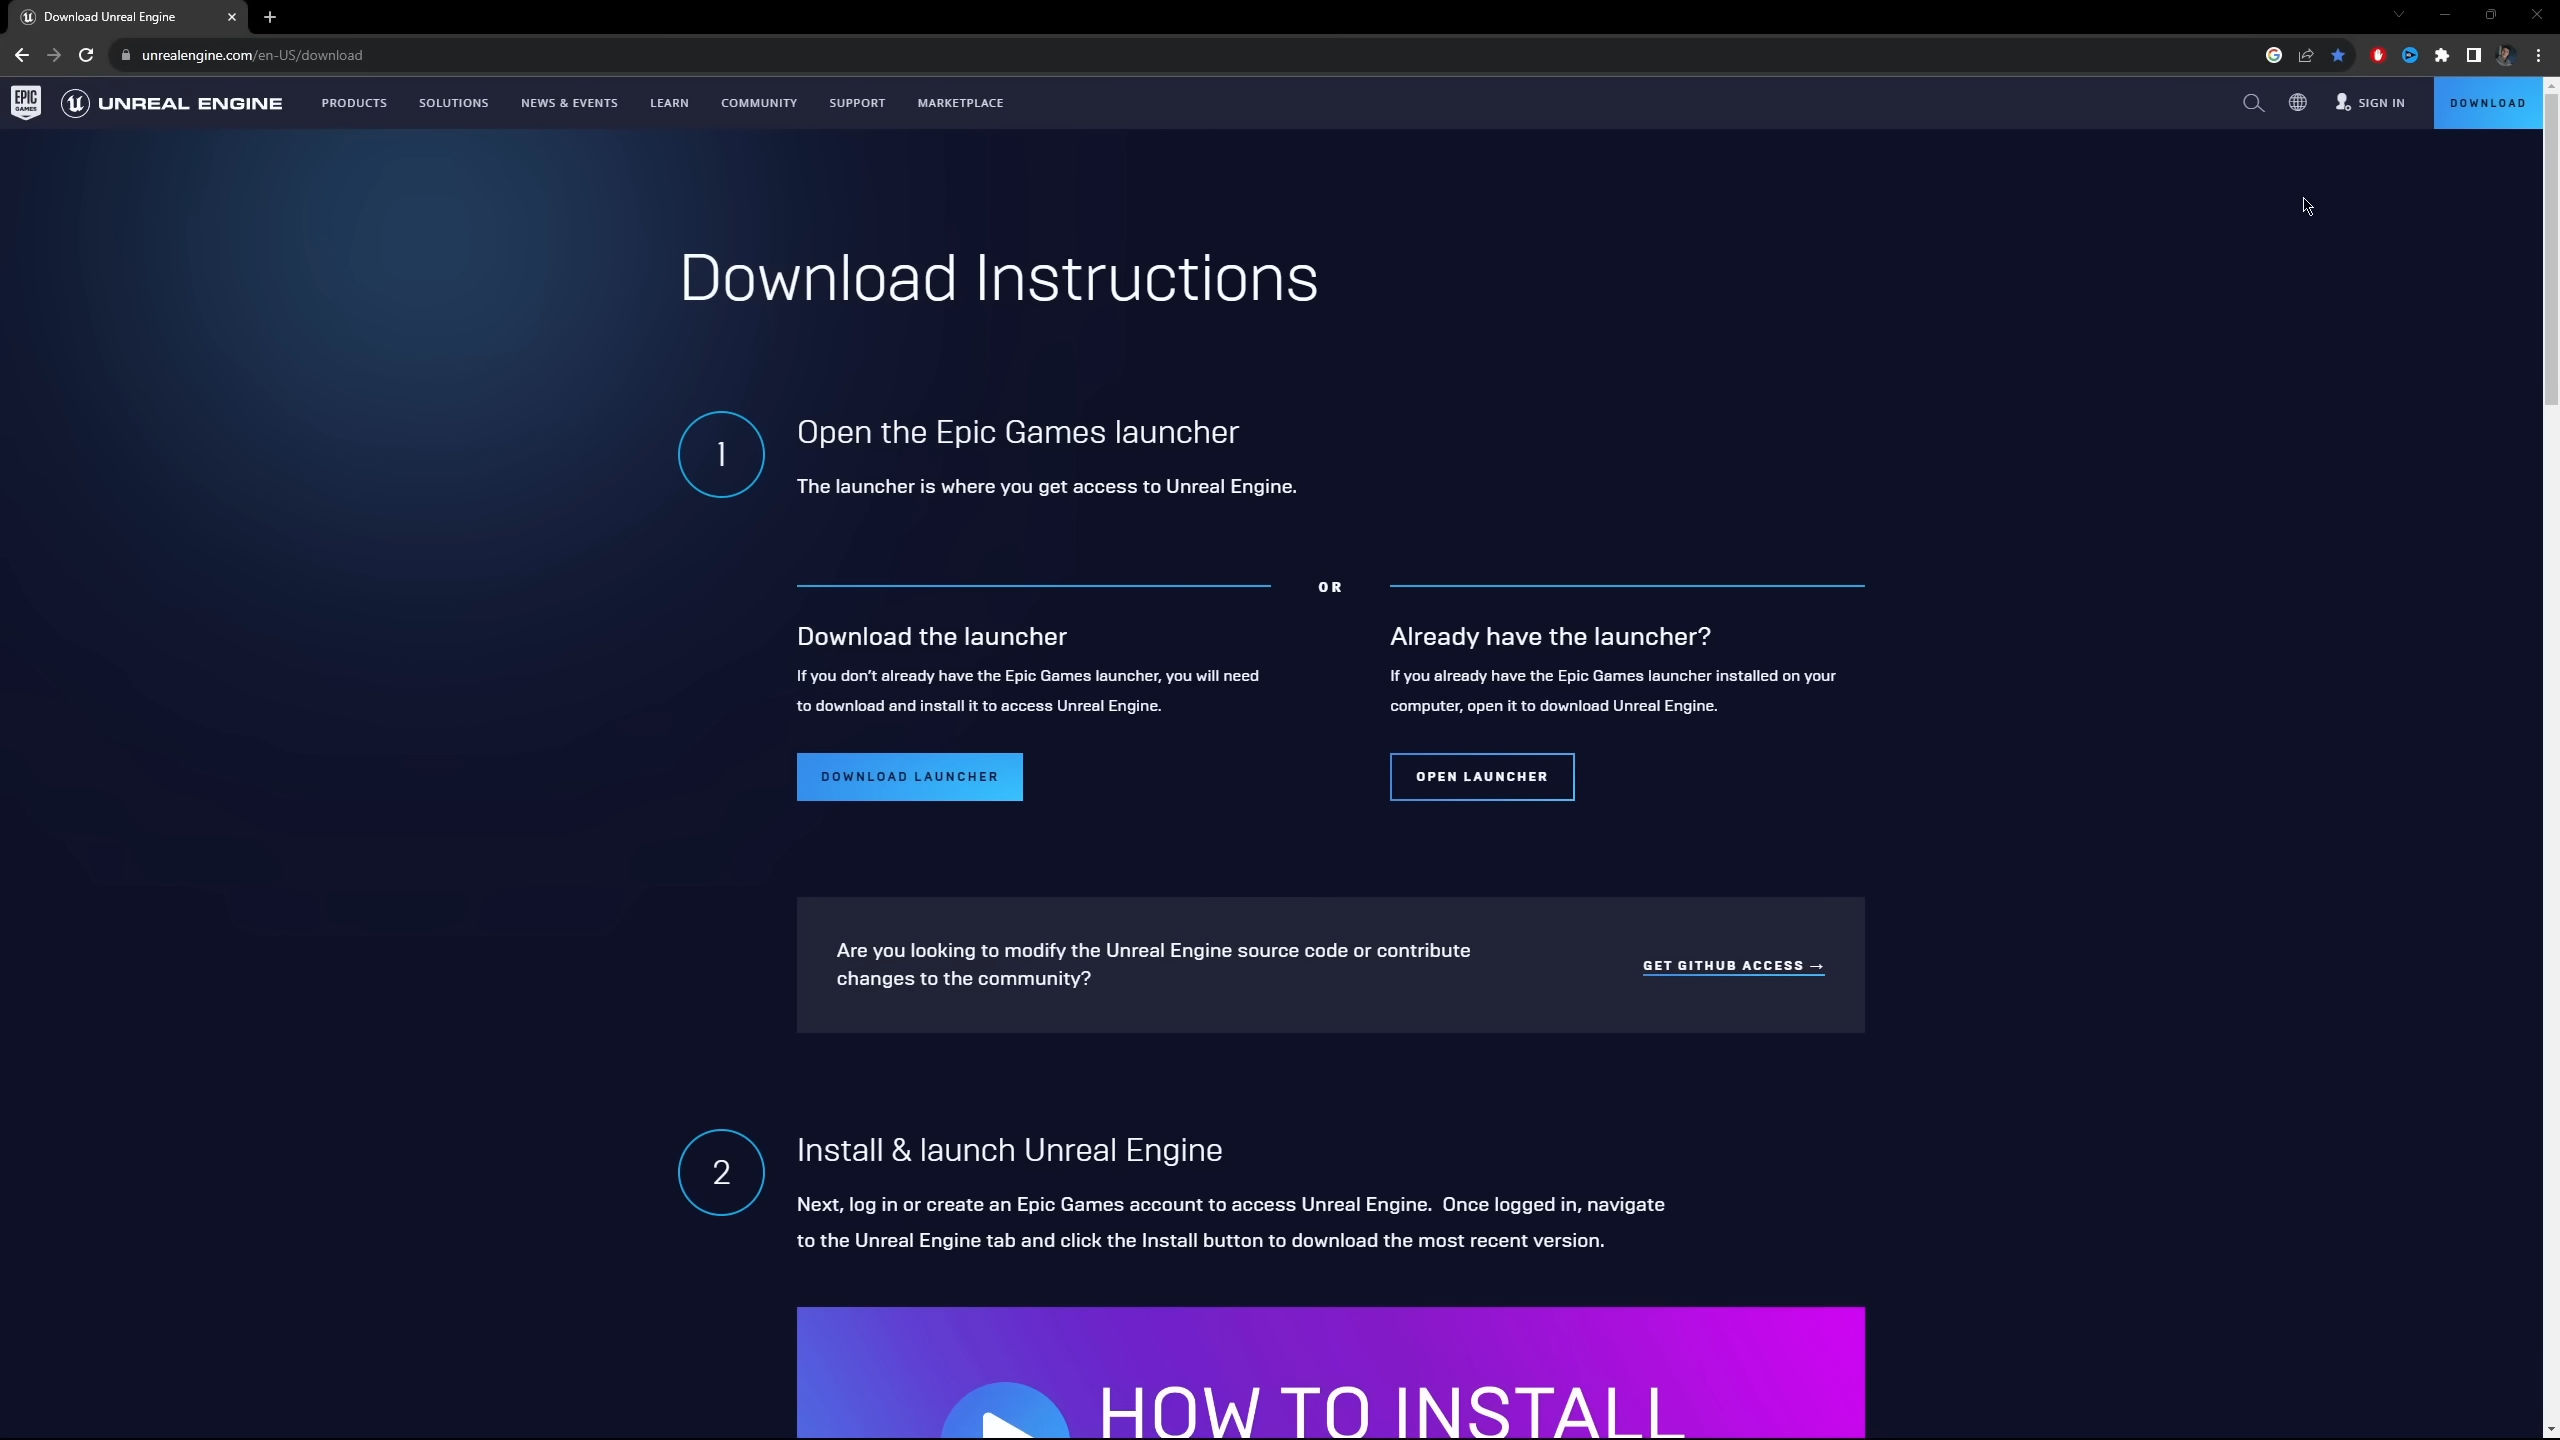 Download Unreal Engine
unrealengine.com/en-US/download
EPIC GAMES
UNREAL ENGINE
PRODUCTS
SOLUTIONS
NEWS & EVENTS
LEARN
COMMUNITY
SUPPORT
MARKETPLACE
SIGN IN
DOWNLOAD
Download Instructions
1
Open the Epic Games launcher
The launcher is where you get access to Unreal Engine.
OR
Download the launcher
If you don’t already have the Epic Games launcher, you will need
to download and install it to access Unreal Engine.
DOWNLOAD LAUNCHER
Already have the launcher?
If you already have the Epic Games launcher installed on your
computer, open it to download Unreal Engine.
OPEN LAUNCHER
Are you looking to modify the Unreal Engine source code or contribute
changes to the community?
GET GITHUB ACCESS →
2
Install & launch Unreal Engine
Next, log in or create an Epic Games account to access Unreal Engine.  Once logged in, navigate
to the Unreal Engine tab and click the Install button to download the most recent version.
HOW TO INSTALL